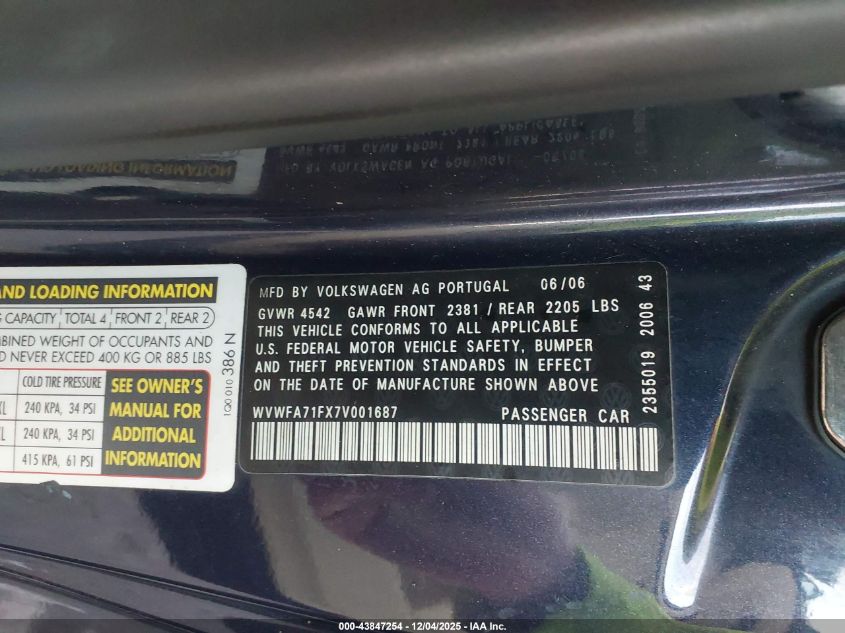 AND LOADING INFORMATION
CAPACITY TOTAL 4 FRONT 2 REAR 2
WEIGHT OF OCCUPANTS AND
NEVER EXCEED 400 KG OR 885 LBS
COLD TIRE PRESSURE
240 KPA, 34 PSI
240 KPA, 34 PSI
415 KPA, 61 PSI
SEE OWNER'S
MANUAL FOR
ADDITIONAL
INFORMATION
1Q0 010 386 N
MFD BY VOLKSWAGEN AG PORTUGAL 06/06
GVWR 4542 GAWR FRONT 2381 / REAR 2205 LBS
THIS VEHICLE CONFORMS TO ALL APPLICABLE
U.S. FEDERAL MOTOR VEHICLE SAFETY, BUMPER
AND THEFT PREVENTION STANDARDS IN EFFECT
ON THE DATE OF MANUFACTURE SHOWN ABOVE
WVWFA71FX7V001687 PASSENGER CAR
2355019 2006 43
000-43847254 - 12/04/2025 - IAA, Inc.